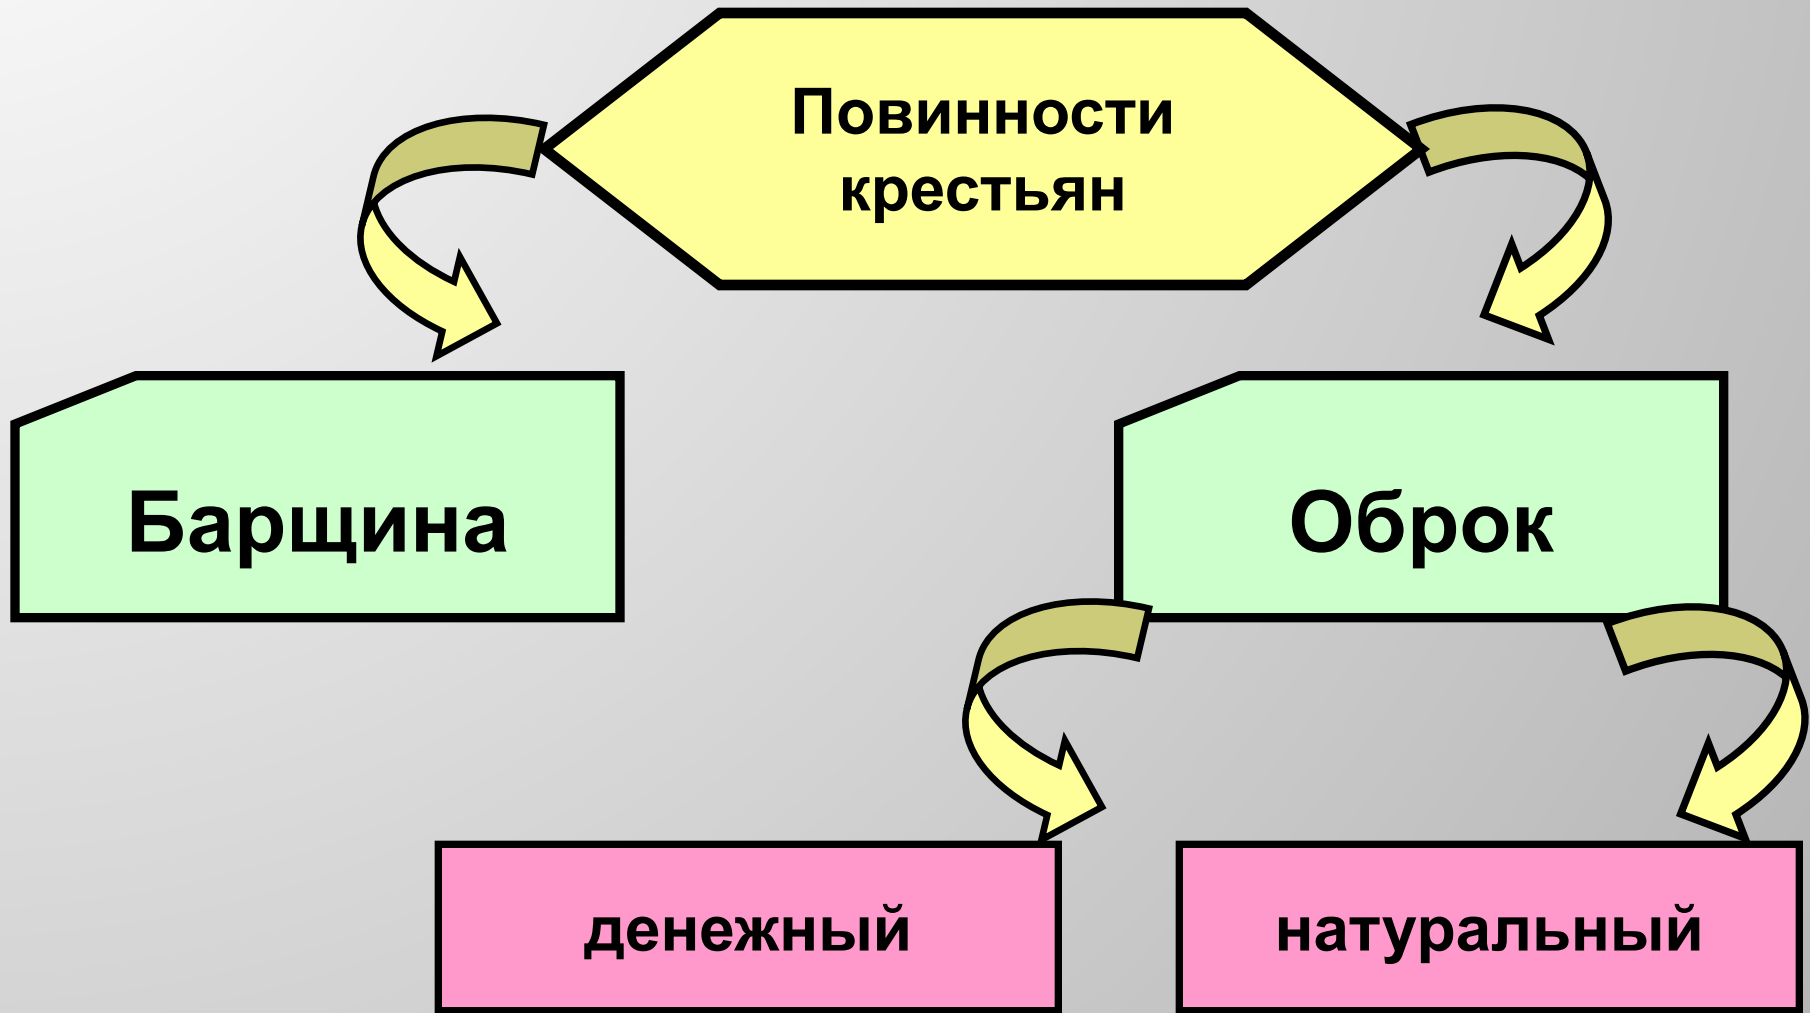 Повинности
крестьян
Барщина
Оброк
денежный
натуральный